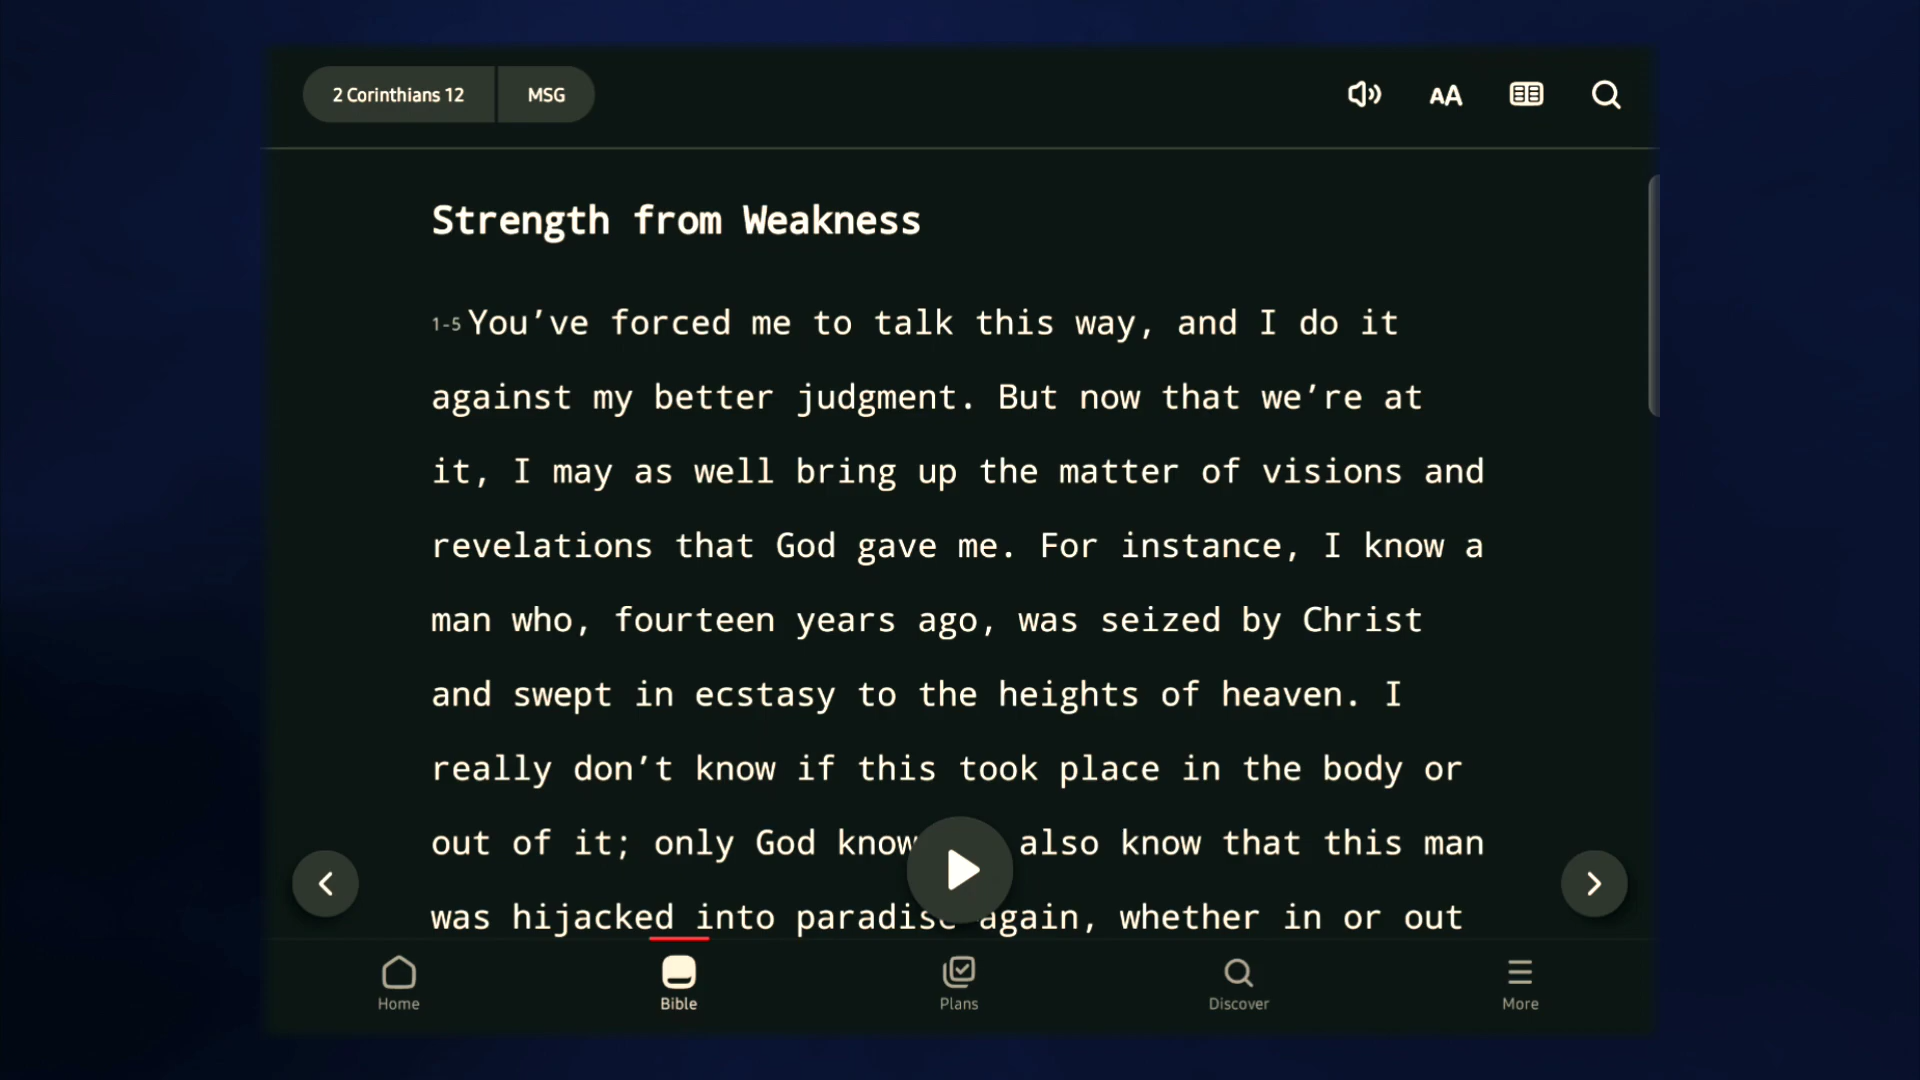 2 Corinthians 12 MSG
AA
Strength from Weakness
1-5 You’ve forced me to talk this way, and I do it
against my better judgment. But now that we’re at
it, I may as well bring up the matter of visions and
revelations that God gave me. For instance, I know a
man who, fourteen years ago, was seized by Christ
and swept in ecstasy to the heights of heaven. I
really don’t know if this took place in the body or
out of it; only God know also know that this man
was hijacked into paradise again, whether in or out
Home Bible Plans Discover More